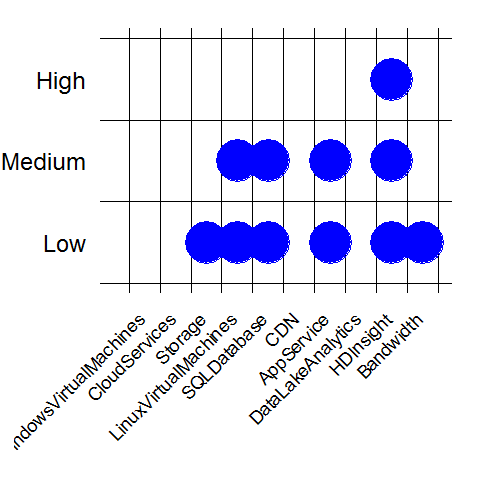 High
Medium
Low
ndowsVirtualMachines
CloudServices
Storage
LinuxVirtualMachines
SQLDatabase
CDN
AppService
DataLakeAnalytics
HDInsight
Bandwidth